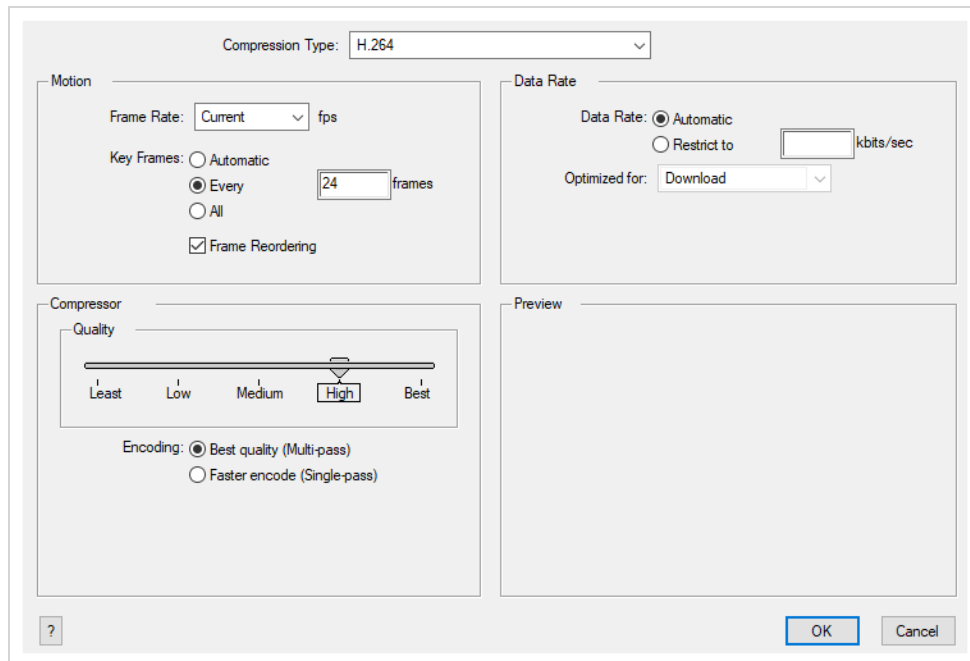 Compression Type: H.264
Motion
Frame Rate: Current fps
Key Frames: Automatic
Every 24 frames
All
Frame Reordering
Data Rate
Data Rate: Automatic
Restrict to kbits/sec
Optimized for: Download
Compressor
Quality
Least Low Medium High Best
Encoding: Best quality (Multi-pass)
Faster encode (Single-pass)
Preview
? OK Cancel